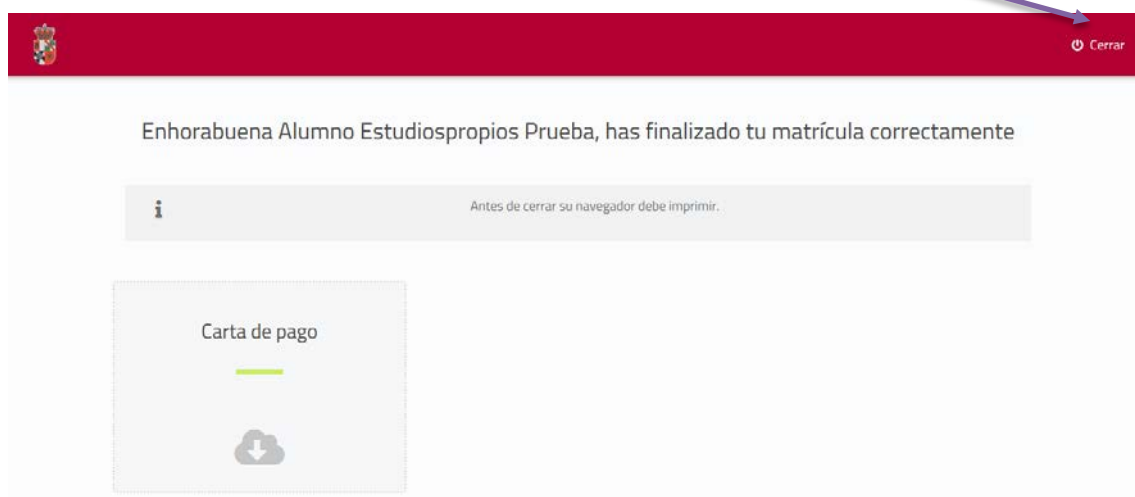 Cerrar
Enhorabuena Alumno Estudiospropios Prueba, has finalizado tu matrícula correctamente
Antes de cerrar su navegador debe imprimir.
Carta de pago